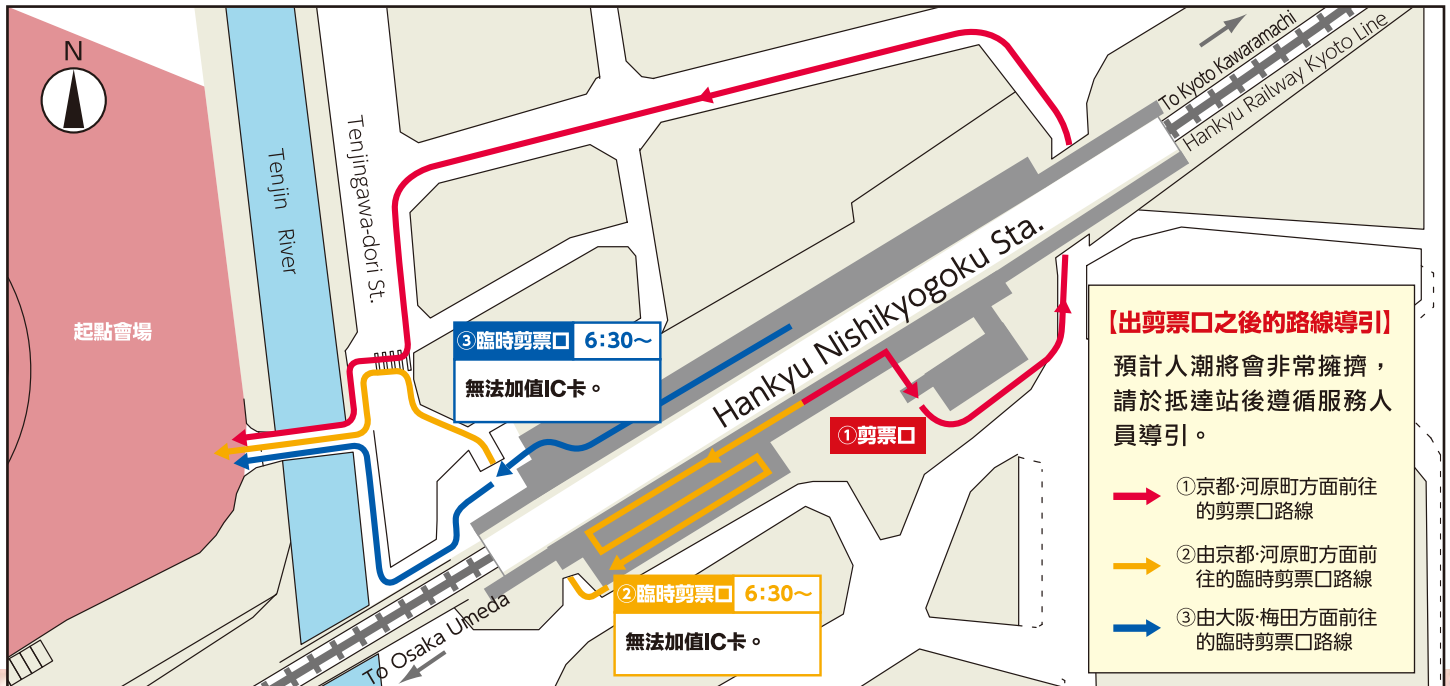 N
Tenjin River
Tenjingawa-dori St.
起點會場
To Kyoto Kawaramachi
Hankyu Railway Kyoto Line
Hankyu Nishikyogoku Sta.
③臨時剪票口 6:30～
無法加值IC卡。
①剪票口
②臨時剪票口 6:30～
無法加值IC卡。
To Osaka Umeda
【出剪票口之後的路線導引】
預計人潮將會非常擁擠，
請於抵達站後遵循服務人
員導引。
①京都·河原町方面前往
的剪票口路線
②由京都·河原町方面前
往的臨時剪票口路線
③由大阪·梅田方面前往
的臨時剪票口路線